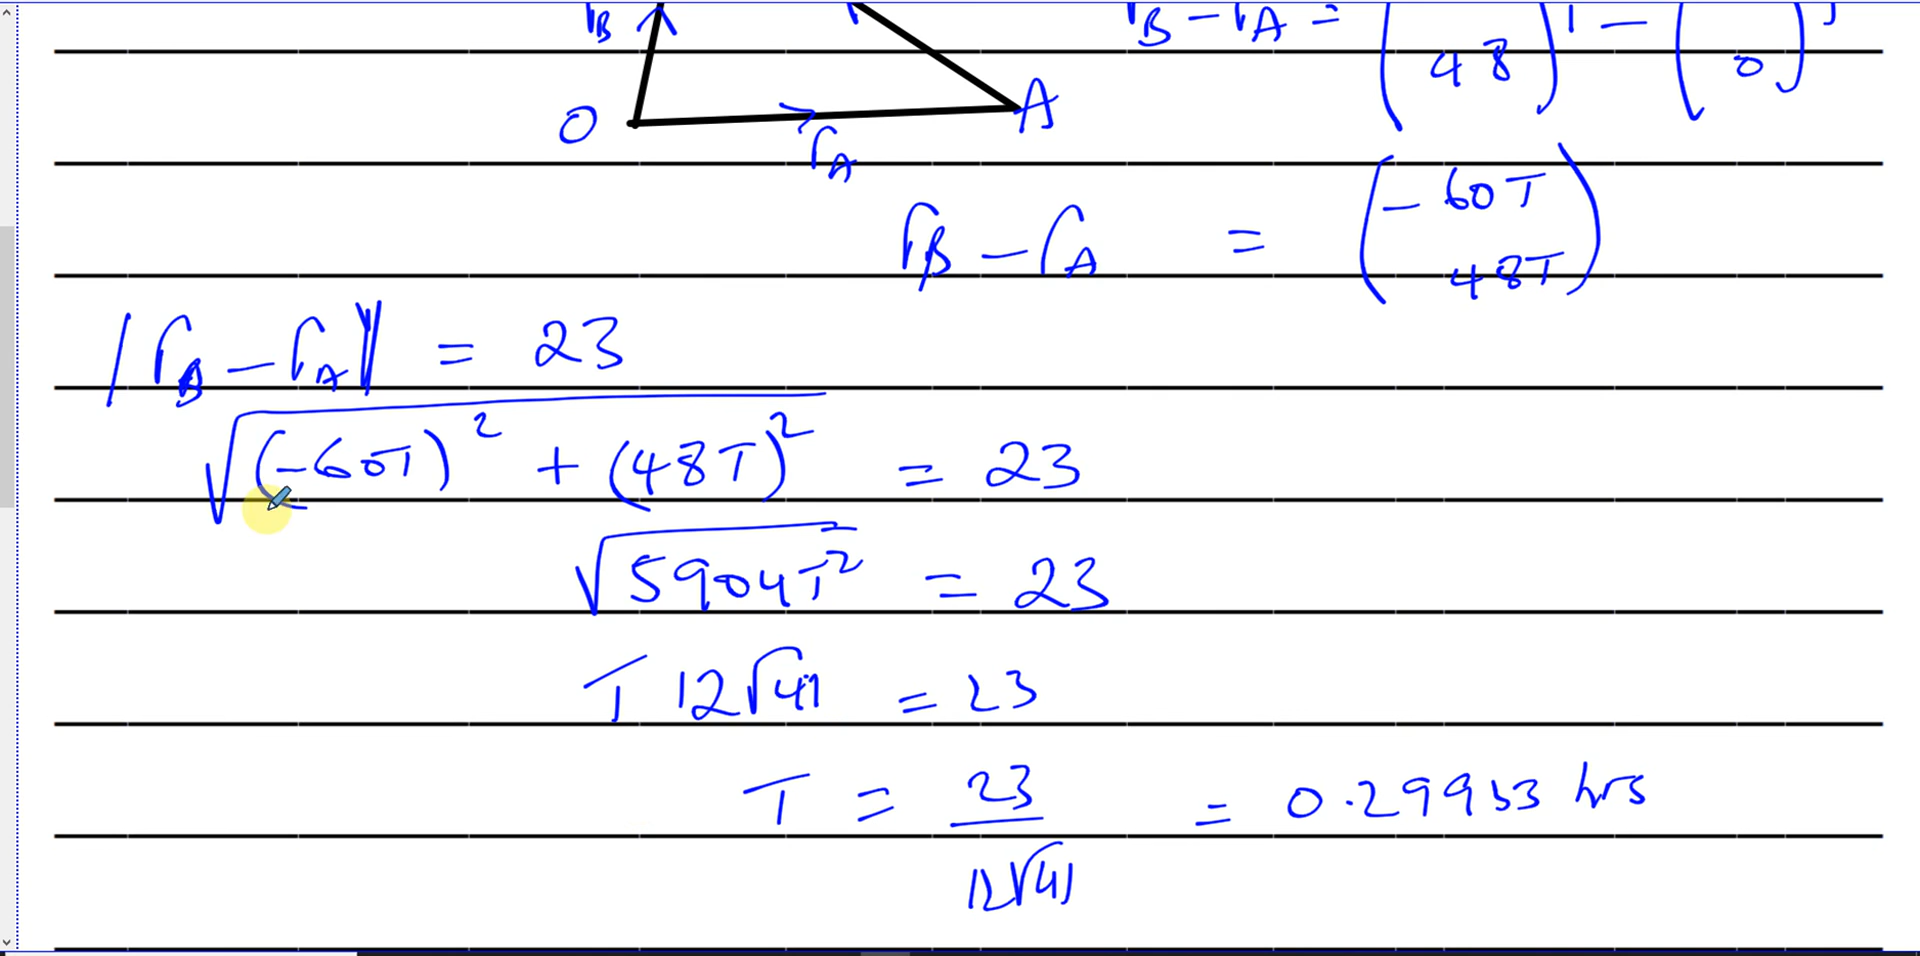 r_B
r_B - r_A = ( 48 ) T - ( 0 )
O A
r_A
r_B - r_A = ( -60T
48T )
|r_B - r_A| = 23
√((-60T)² + (48T)²) = 23
√(5904T²) = 23
T 12√41 = 23
T = 23 / 12√41 = 0.29933 hrs